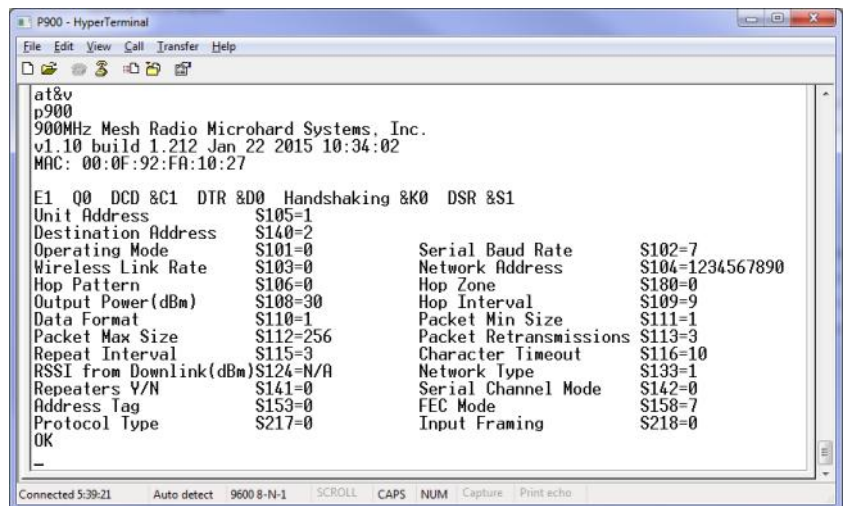 P900 - HyperTerminal
File Edit View Call Transfer Help
at&v
p900
900MHz Mesh Radio Microhard Systems, Inc.
v1.10 build 1.212 Jan 22 2015 10:34:02
MAC: 00:0F:92:FA:10:27
E1 Q0 DCD &C1 DTR &D0 Handshaking &K0 DSR &S1
Unit Address S105=1
Destination Address S140=2
Operating Mode S101=0 Serial Baud Rate S102=7
Wireless Link Rate S103=0 Network Address S104=1234567890
Hop Pattern S106=0 Hop Zone S180=0
Output Power(dBm) S108=30 Hop Interval S109=9
Data Format S110=1 Packet Min Size S111=1
Packet Max Size S112=256 Packet Retransmissions S113=3
Repeat Interval S115=3 Character Timeout S116=10
RSSI from Downlink(dBm)S124=N/A Network Type S133=1
Repeaters Y/N S141=0 Serial Channel Mode S142=0
Address Tag S153=0 FEC Mode S158=7
Protocol Type S217=0 Input Framing S218=0
OK
_
Connected 5:39:21 Auto detect 9600 8-N-1 SCROLL CAPS NUM Capture Print echo